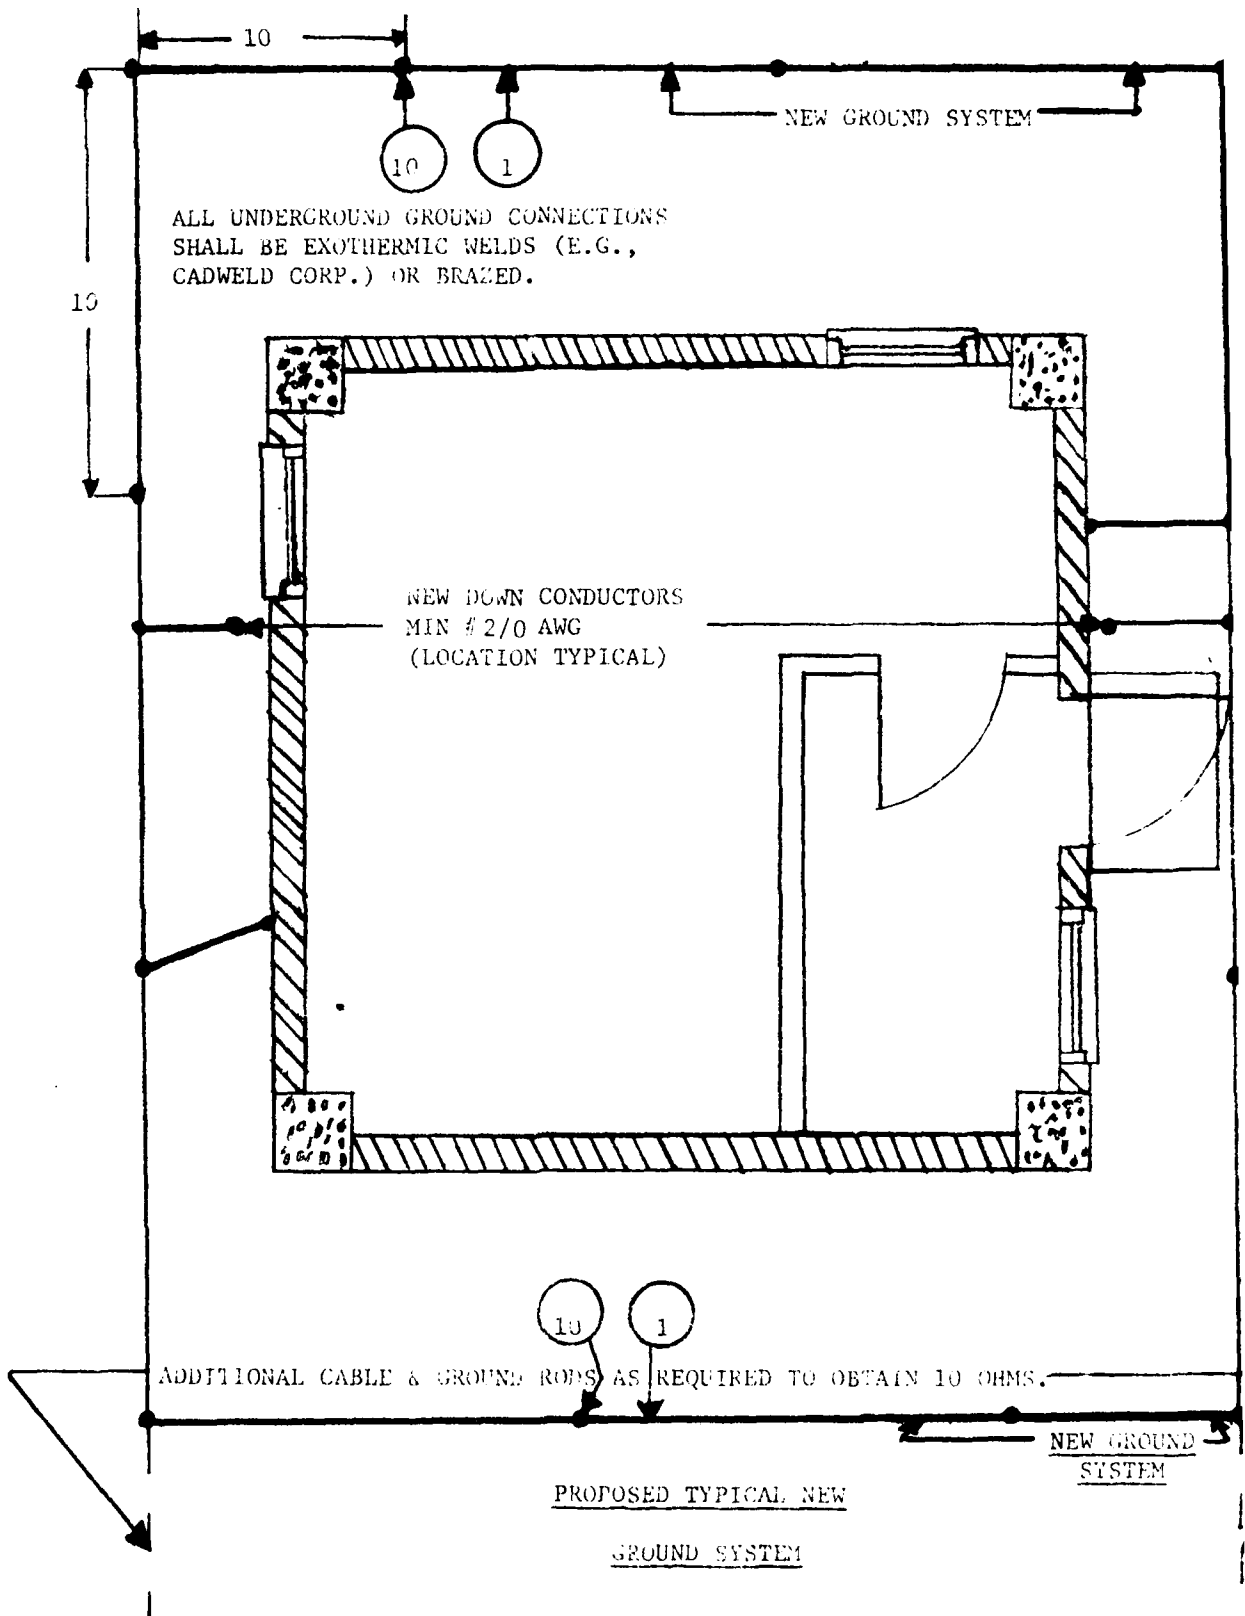 10
NEW GROUND SYSTEM
10
1
ALL UNDERGROUND GROUND CONNECTIONS
SHALL BE EXOTHERMIC WELDS (E.G.,
CADWELD CORP.) OR BRAZED.
10
NEW DOWN CONDUCTORS
MIN #2/0 AWG
(LOCATION TYPICAL)
10
1
ADDITIONAL CABLE & GROUND RODS AS REQUIRED TO OBTAIN 10 OHMS.
NEW GROUND
SYSTEM
PROPOSED TYPICAL NEW
GROUND SYSTEM